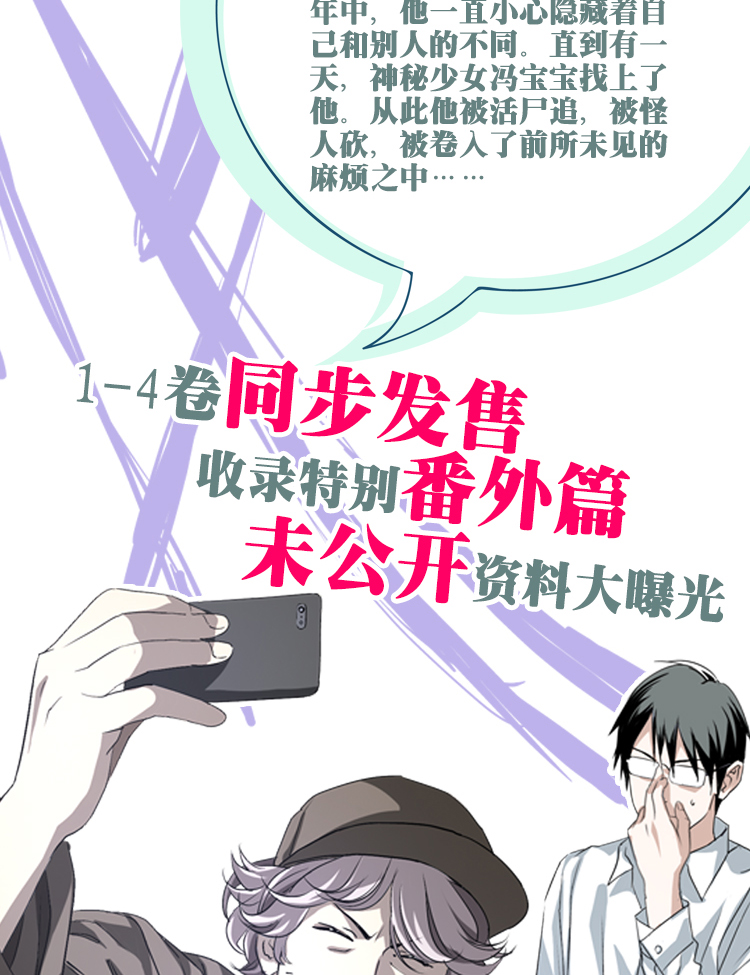 年中，他一直小心隐藏着自
己和别人的不同。直到有一
天，神秘少女冯宝宝找上了
他。从此他被活尸追，被怪
人砍，被卷入了前所未见的
麻烦之中……
1-4卷同步发售
收录特别番外篇
未公开资料大曝光